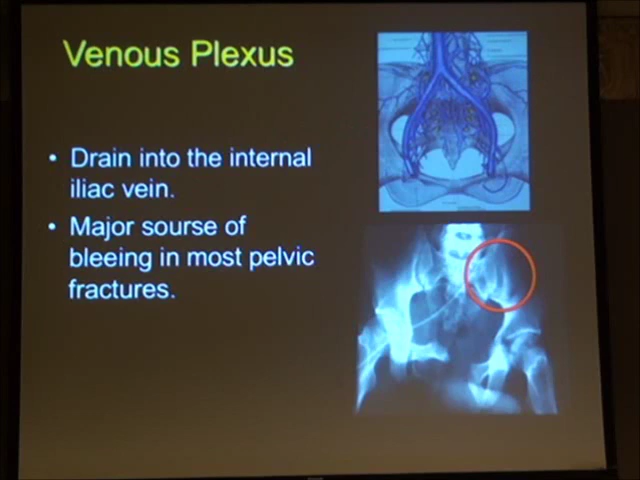 Venous Plexus
• Drain into the internal
iliac vein.
• Major sourse of
bleeing in most pelvic
fractures.